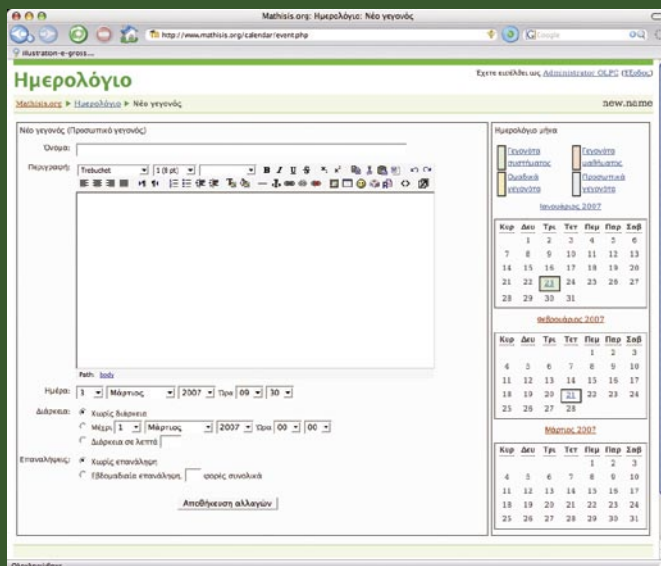 Mathisis.org: Ημερολόγιο: Νέο γεγονός
http://www.mathisis.org/calendar/event.php
Google
illustration-e-gross...
Ημερολόγιο
Έχετε εισέλθει ως Administrator OLPC (Έξοδος)
Mathisis.org ► Ημερολόγιο ► Νέο γεγονός
new.name
Νέο γεγονός (Προσωπικό γεγονός)
Όνομα:
Περιγραφή:
Trebuchet 1 (8 pt) B I U S
Path: body
Ημέρα: 1 Μάρτιος 2007 Ώρα 09 30
Διάρκεια: Χωρίς διάρκεια
Μέχρι 1 Μάρτιος 2007 Ώρα 00 00
Διάρκεια σε λεπτά
Επαναλήψεις: Χωρίς επανάληψη
Εβδομαδιαία επανάληψη, φορές συνολικά
Αποθήκευση αλλαγών
Ημερολόγιο μήνα
Γεγονότα συστήματος
Γεγονότα μαθήματος
Ομαδικά γεγονότα
Προσωπικά γεγονότα
Ιανουάριος 2007
Κυρ Δευ Τρι Τετ Πεμ Παρ Σαβ
1 2 3 4 5 6
7 8 9 10 11 12 13
14 15 16 17 18 19 20
21 22 23 24 25 26 27
28 29 30 31
Φεβρουάριος 2007
Κυρ Δευ Τρι Τετ Πεμ Παρ Σαβ
1 2 3
4 5 6 7 8 9 10
11 12 13 14 15 16 17
18 19 20 21 22 23 24
25 26 27 28
Μάρτιος 2007
Κυρ Δευ Τρι Τετ Πεμ Παρ Σαβ
1 2 3
4 5 6 7 8 9 10
11 12 13 14 15 16 17
18 19 20 21 22 23 24
25 26 27 28 29 30 31